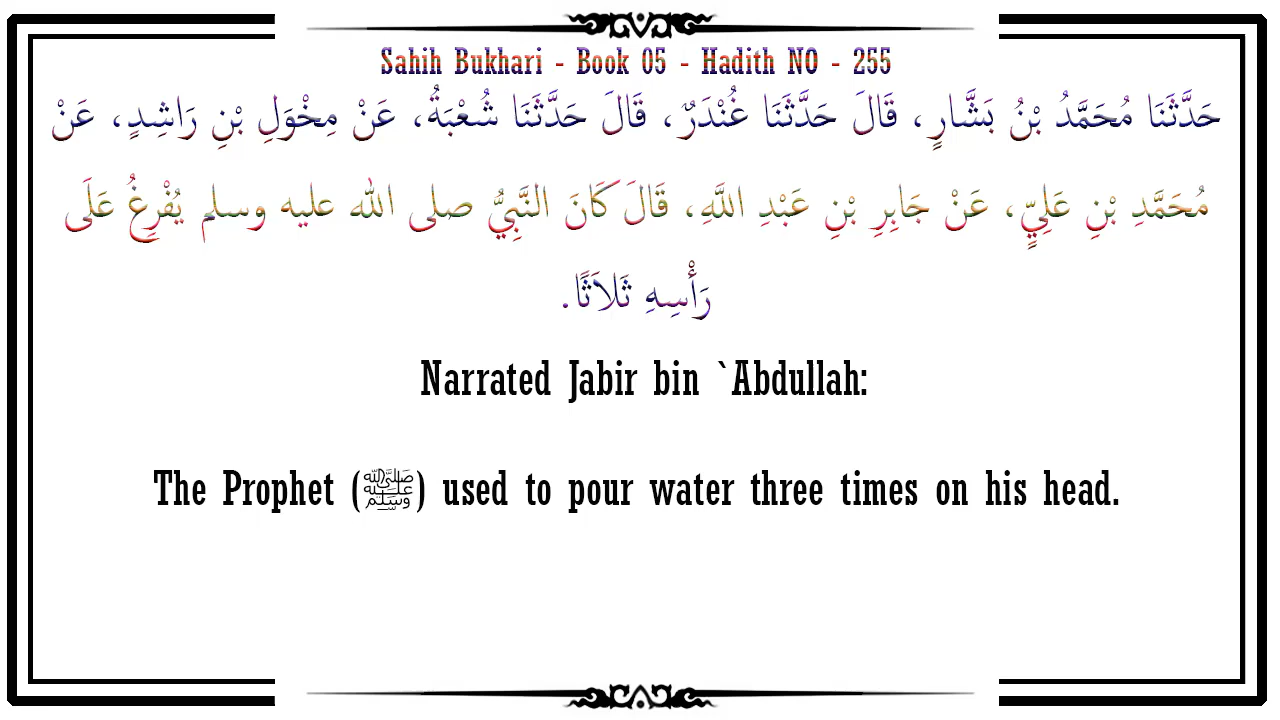 Sahih Bukhari - Book 05 - Hadith NO - 255
حَدَّثَنَا مُحَمَّدُ بْنُ بَشَّارٍ، قَالَ حَدَّثَنَا غُنْدَرٌ، قَالَ حَدَّثَنَا شُعْبَةُ، عَنْ مِخْوَلِ بْنِ رَاشِدٍ، عَنْ
مُحَمَّدِ بْنِ عَلِيٍّ، عَنْ جَابِرِ بْنِ عَبْدِ اللَّهِ، قَالَ كَانَ النَّبِيُّ صلى الله عليه وسلم يُفْرِغُ عَلَى
رَأْسِهِ ثَلاَثًا.
Narrated Jabir bin `Abdullah:
The Prophet (ﷺ) used to pour water three times on his head.